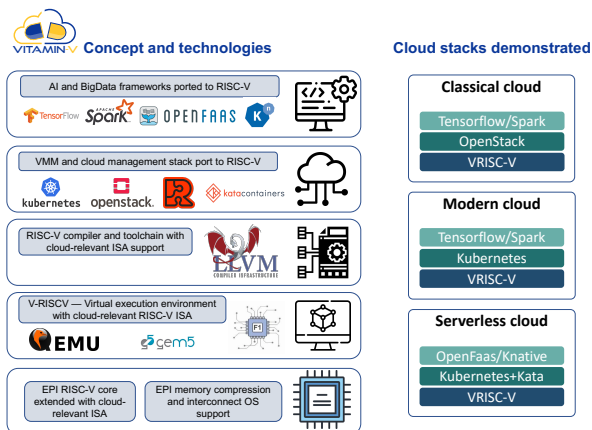 VITAMIN V
Concept and technologies
AI and BigData frameworks ported to RISC-V
TensorFlow
APACHE
Spark
OPENFAAS
K
n
VMM and cloud management stack port to RISC-V
kubernetes
openstack.
R
katacontainers
RISC-V compiler and toolchain with
cloud-relevant ISA support
LLVM
COMPILER INFRASTRUCTURE
V-RISCV — Virtual execution environment
with cloud-relevant RISC-V ISA
QEMU
gem5
F1
EPI RISC-V core
extended with cloud-
relevant ISA
EPI memory compression
and interconnect OS
support
Cloud stacks demonstrated
Classical cloud
Tensorflow/Spark
OpenStack
VRISC-V
Modern cloud
Tensorflow/Spark
Kubernetes
VRISC-V
Serverless cloud
OpenFaas/Knative
Kubernetes+Kata
VRISC-V